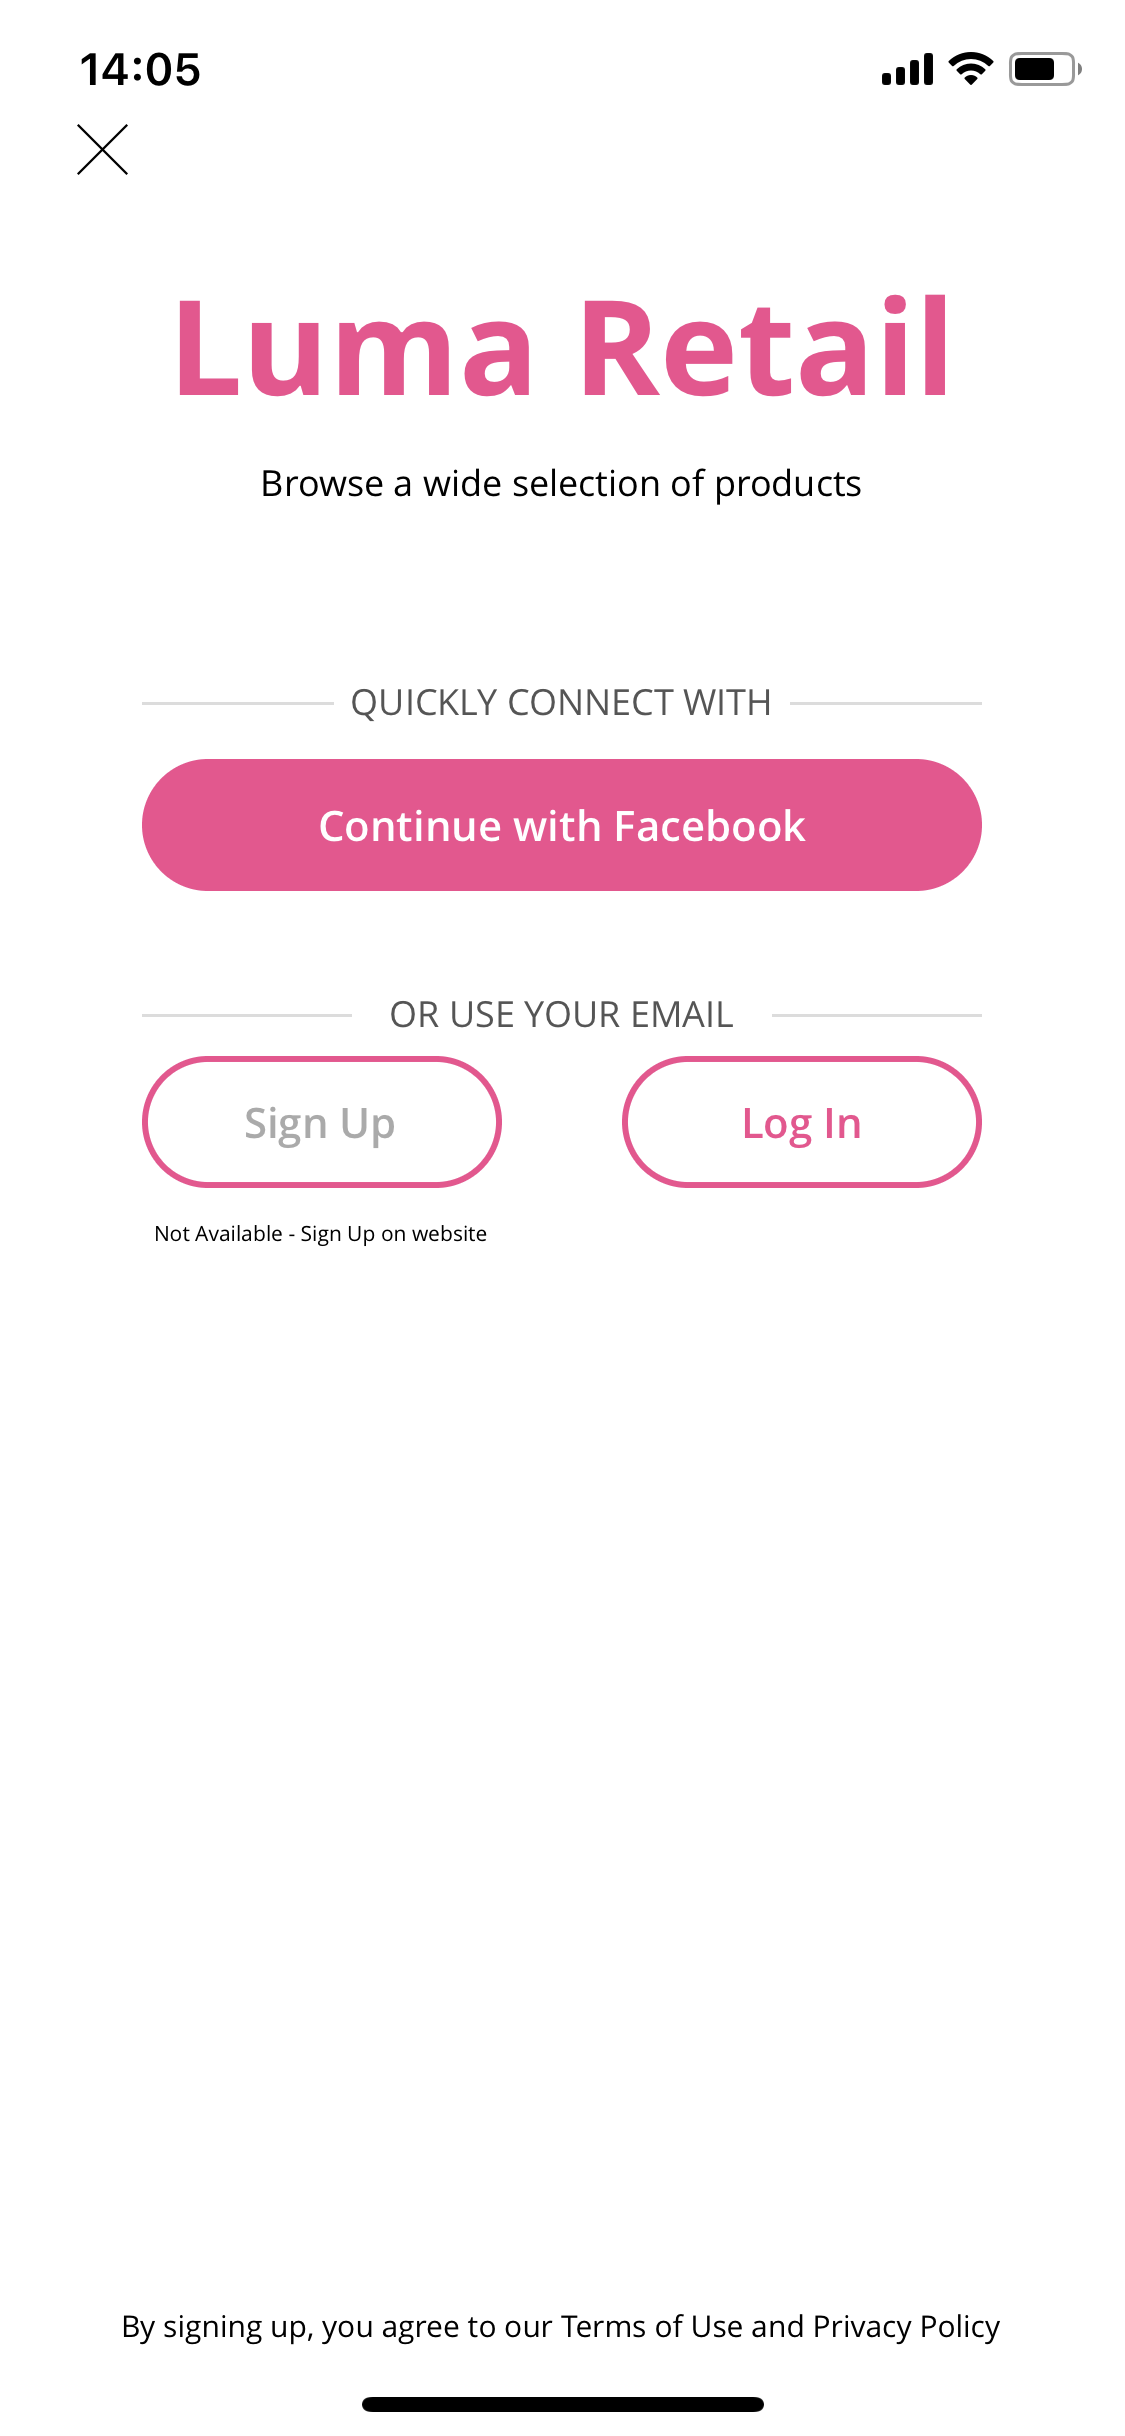 14:05
Luma Retail
Browse a wide selection of products
QUICKLY CONNECT WITH
Continue with Facebook
OR USE YOUR EMAIL
Sign Up
Log In
Not Available - Sign Up on website
By signing up, you agree to our Terms of Use and Privacy Policy